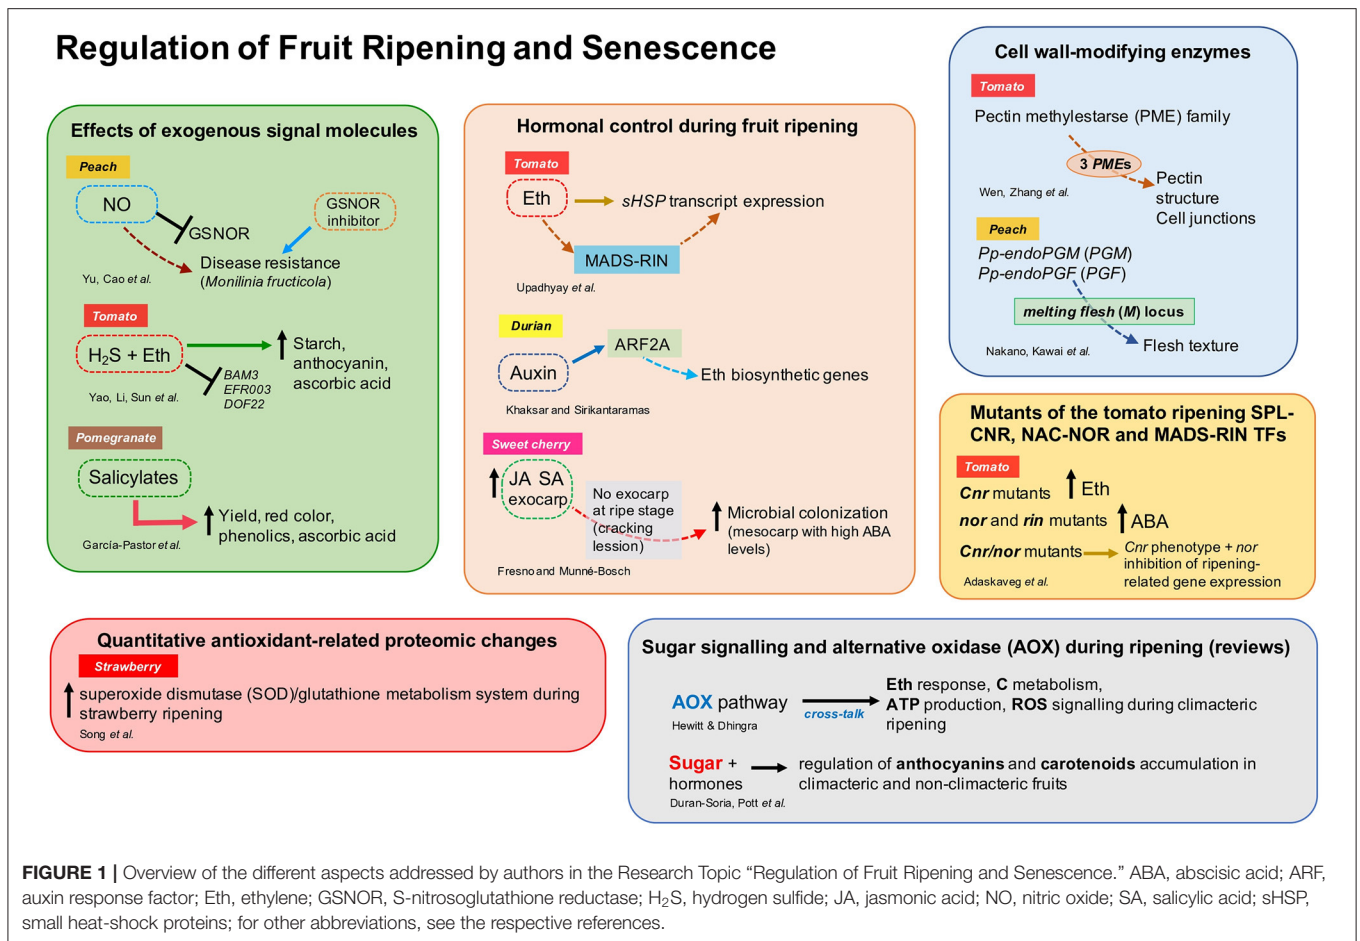 Regulation of Fruit Ripening and Senescence
Effects of exogenous signal molecules
Peach
NO
GSNOR
inhibitor
GSNOR
Disease resistance
(Monilinia fructicola)
Yu, Cao et al.
Tomato
H₂S + Eth
Starch,
anthocyanin,
ascorbic acid
BAM3
EFR003
DOF22
Yao, Li, Sun et al.
Pomegranate
Salicylates
Yield, red color,
phenolics, ascorbic acid
García-Pastor et al.
Hormonal control during fruit ripening
Tomato
Eth
sHSP transcript expression
MADS-RIN
Upadhyay et al.
Durian
Auxin
ARF2A
Eth biosynthetic genes
Khaksar and Sirikantaramas
Sweet cherry
JA SA
exocarp
No exocarp
at ripe stage
(cracking
lession)
Microbial colonization
(mesocarp with high ABA
levels)
Fresno and Munné-Bosch
Cell wall-modifying enzymes
Tomato
Pectin methylestarse (PME) family
3 PMEs
Pectin
structure
Cell junctions
Wen, Zhang et al.
Peach
Pp-endoPGM (PGM)
Pp-endoPGF (PGF)
melting flesh (M) locus
Flesh texture
Nakano, Kawai et al.
Mutants of the tomato ripening SPL-
CNR, NAC-NOR and MADS-RIN TFs
Tomato
Cnr mutants Eth
nor and rin mutants ABA
Cnr/nor mutants
Cnr phenotype + nor
inhibition of ripening-
related gene expression
Adaskaveg et al.
Quantitative antioxidant-related proteomic changes
Strawberry
superoxide dismutase (SOD)/glutathione metabolism system during
strawberry ripening
Song et al.
Sugar signalling and alternative oxidase (AOX) during ripening (reviews)
AOX pathway
Hewitt & Dhingra
cross-talk
Eth response, C metabolism,
ATP production, ROS signalling during climacteric
ripening
Sugar +
hormones
Duran-Soria, Pott et al.
regulation of anthocyanins and carotenoids accumulation in
climacteric and non-climacteric fruits
FIGURE 1 | Overview of the different aspects addressed by authors in the Research Topic “Regulation of Fruit Ripening and Senescence.” ABA, abscisic acid; ARF,
auxin response factor; Eth, ethylene; GSNOR, S-nitrosoglutathione reductase; H₂S, hydrogen sulfide; JA, jasmonic acid; NO, nitric oxide; SA, salicylic acid; sHSP,
small heat-shock proteins; for other abbreviations, see the respective references.